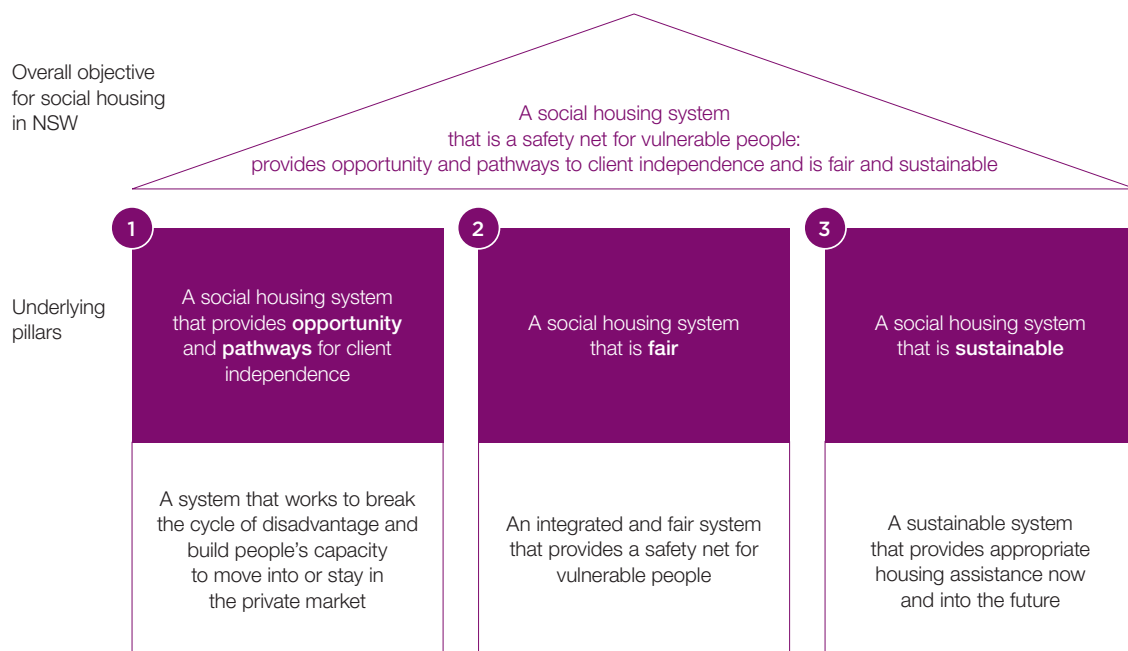 Overall objective
for social housing
in NSW
A social housing system
that is a safety net for vulnerable people:
provides opportunity and pathways to client independence and is fair and sustainable
Underlying
pillars
1
A social housing system
that provides opportunity
and pathways for client
independence
A system that works to break
the cycle of disadvantage and
build people’s capacity
to move into or stay in
the private market
2
A social housing system
that is fair
An integrated and fair system
that provides a safety net for
vulnerable people
3
A social housing system
that is sustainable
A sustainable system
that provides appropriate
housing assistance now
and into the future